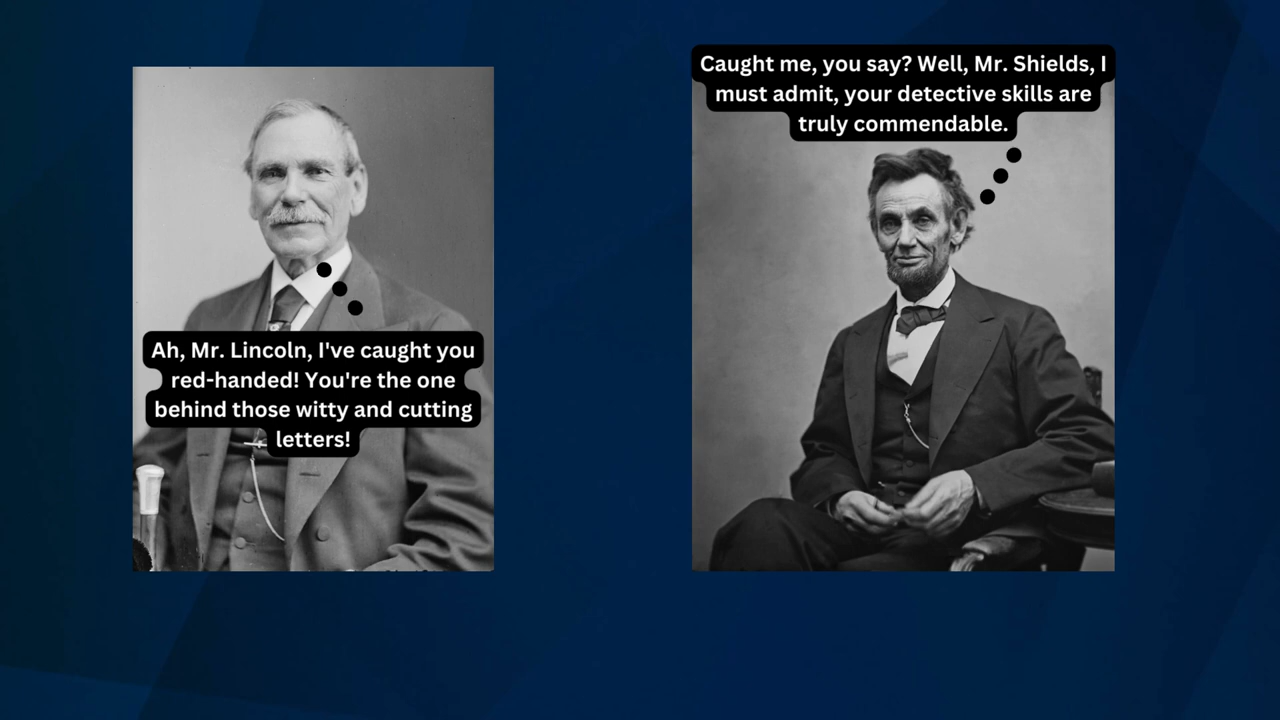 Ah, Mr. Lincoln, I've caught you
red-handed! You're the one
behind those witty and cutting
letters!
Caught me, you say? Well, Mr. Shields, I
must admit, your detective skills are
truly commendable.